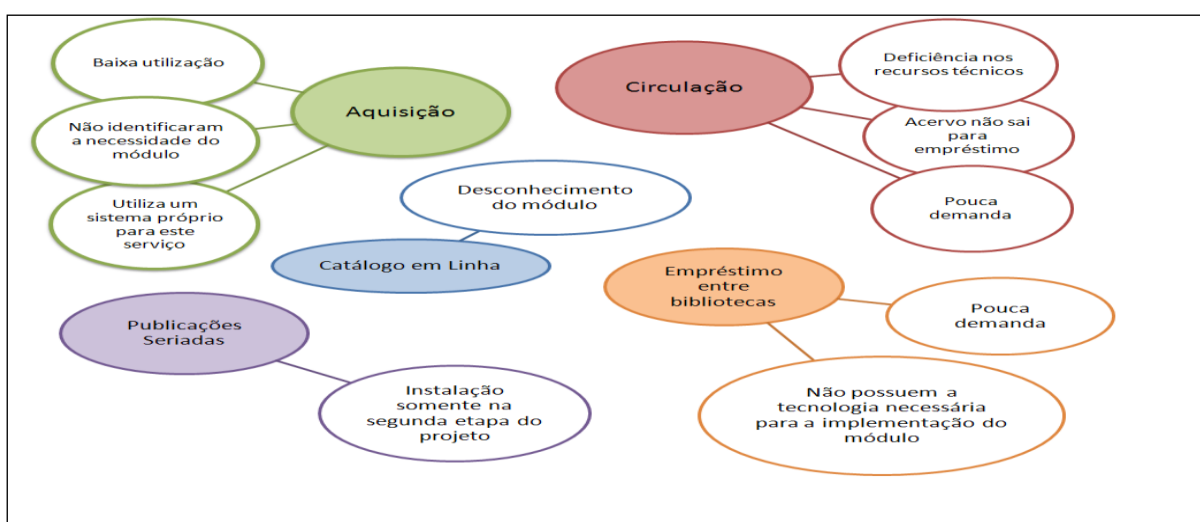 Baixa utilização
Não identificaram
a necessidade do
módulo
Utiliza um
sistema próprio
para este
serviço
Aquisição
Circulação
Deficiência nos
recursos técnicos
Acervo não sai
para
empréstimo
Pouca
demanda
Desconhecimento
do módulo
Catálogo em Linha
Empréstimo
entre
bibliotecas
Pouca
demanda
Não possuem a
tecnologia necessária
para a implementação do
módulo
Publicações
Seriadas
Instalação
somente na
segunda etapa do
projeto